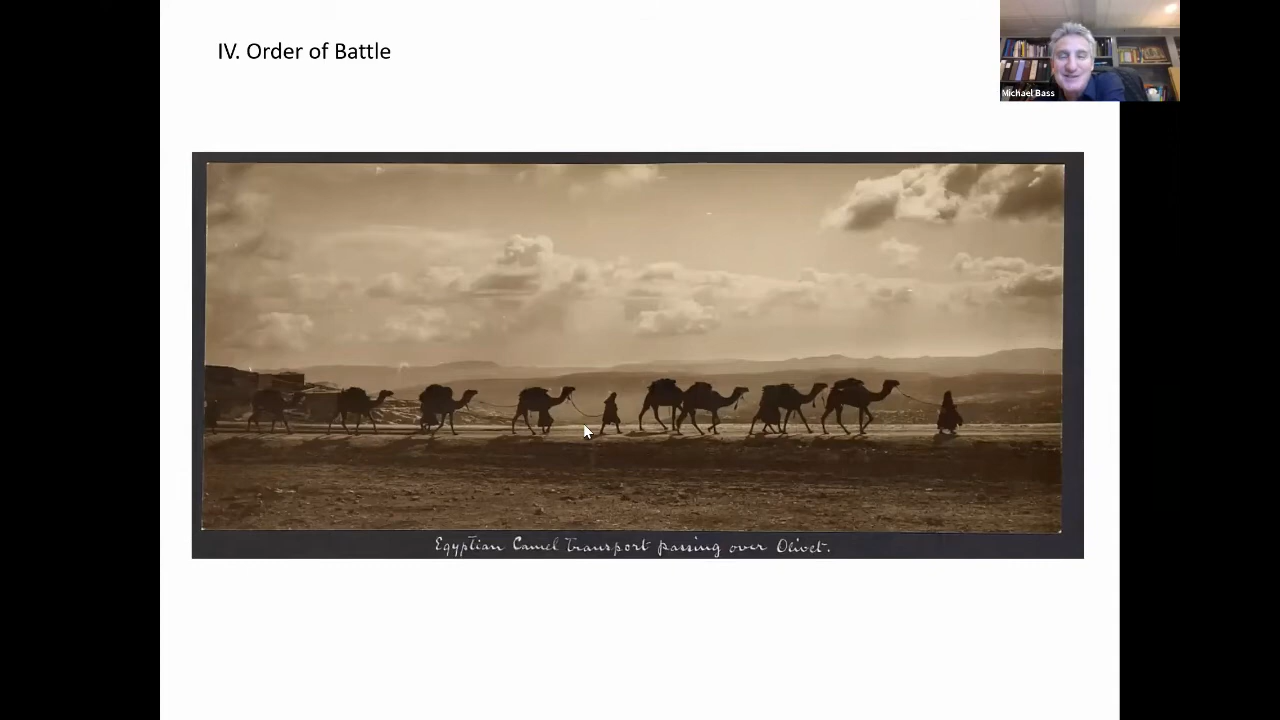 IV. Order of Battle
Michael Bass
Egyptian Camel Transport passing over Olivet.